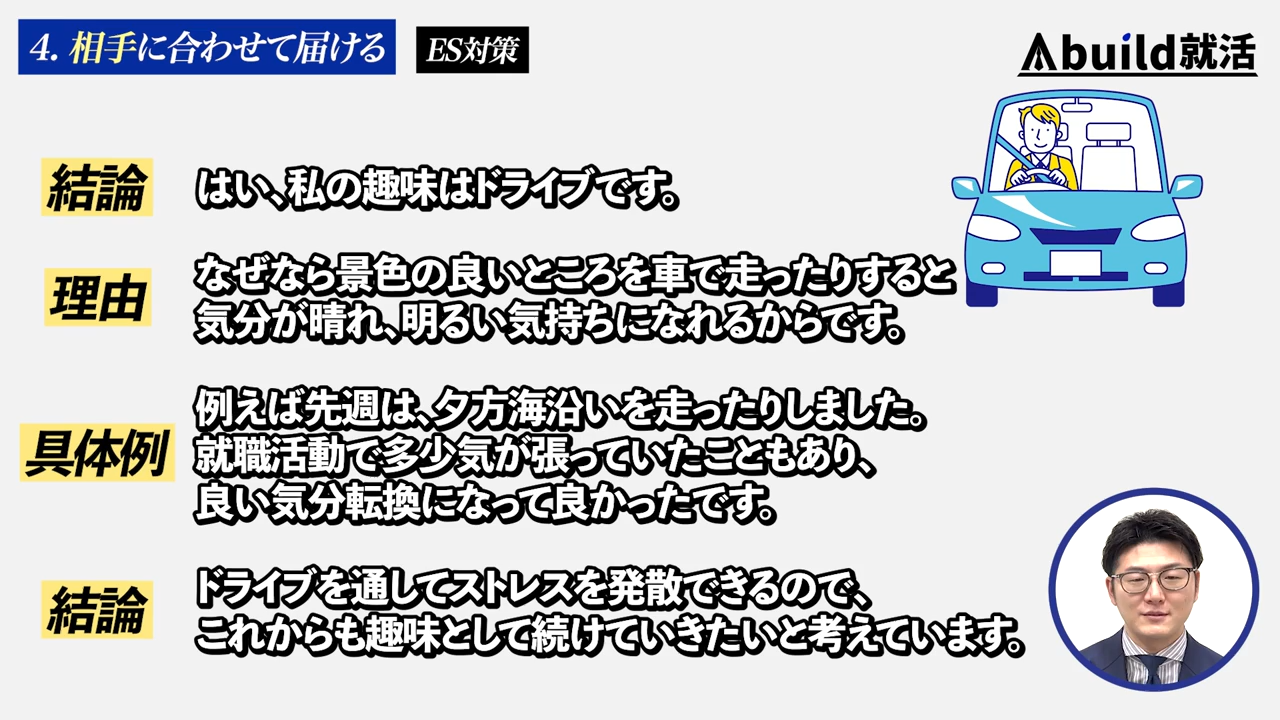 4. 相手に合わせて届ける
ES対策
Abuild就活
結論
はい、私の趣味はドライブです。
理由
なぜなら景色の良いところを車で走ったりすると
気分が晴れ、明るい気持ちになれるからです。
具体例
例えば先週は、夕方海沿いを走ったりしました。
就職活動で多少気が張っていたこともあり、
良い気分転換になって良かったです。
結論
ドライブを通してストレスを発散できるので、
これからも趣味として続けていきたいと考えています。